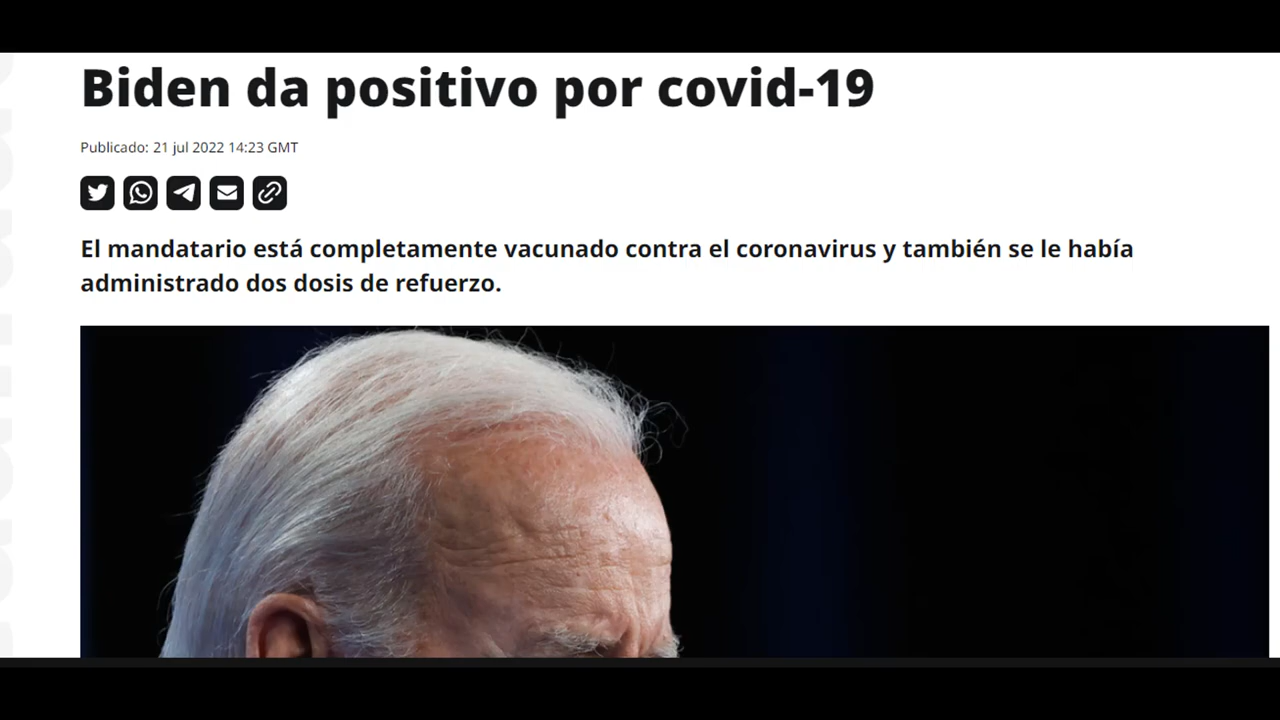 Biden da positivo por covid-19
Publicado: 21 jul 2022 14:23 GMT
El mandatario está completamente vacunado contra el coronavirus y también se le había
administrado dos dosis de refuerzo.